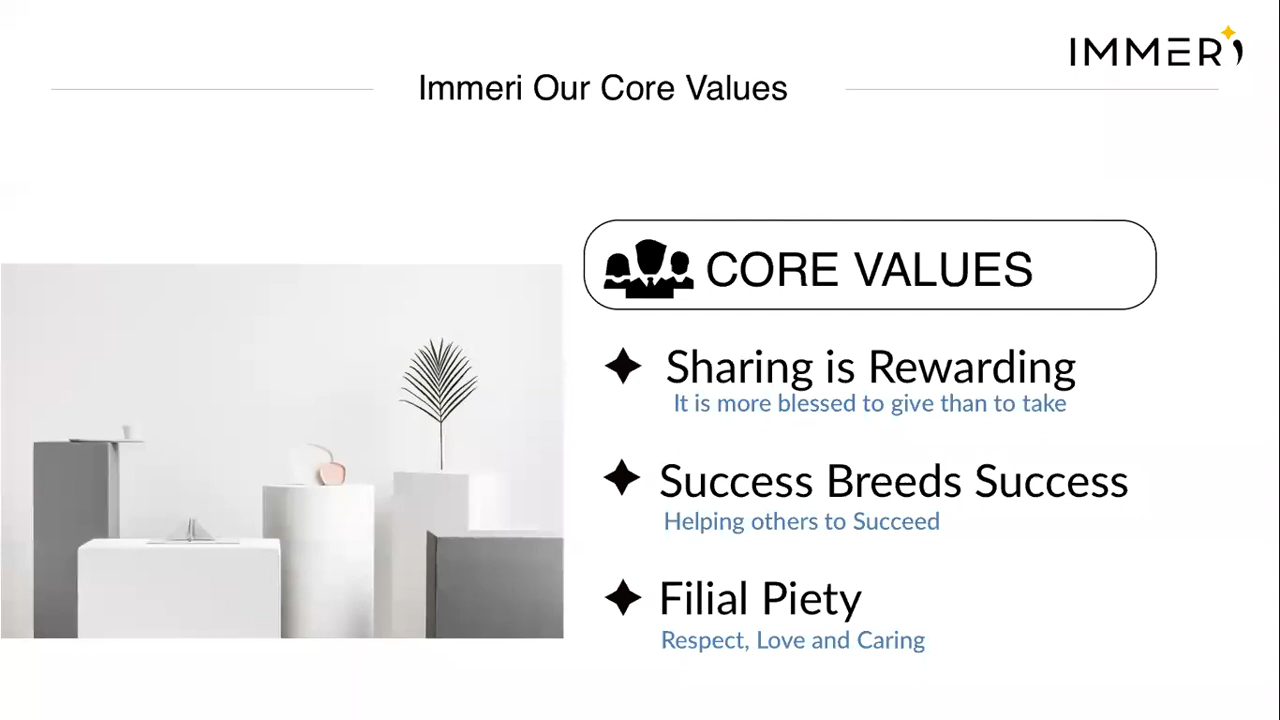 IMMERi
Immeri Our Core Values
CORE VALUES
Sharing is Rewarding
It is more blessed to give than to take
Success Breeds Success
Helping others to Succeed
Filial Piety
Respect, Love and Caring